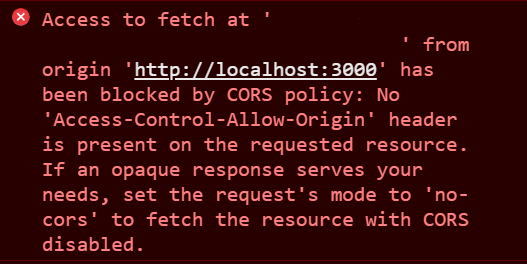 Access to fetch at '
' from
origin 'http://localhost:3000' has
been blocked by CORS policy: No
'Access-Control-Allow-Origin' header
is present on the requested resource.
If an opaque response serves your
needs, set the request's mode to 'no-
cors' to fetch the resource with CORS
disabled.